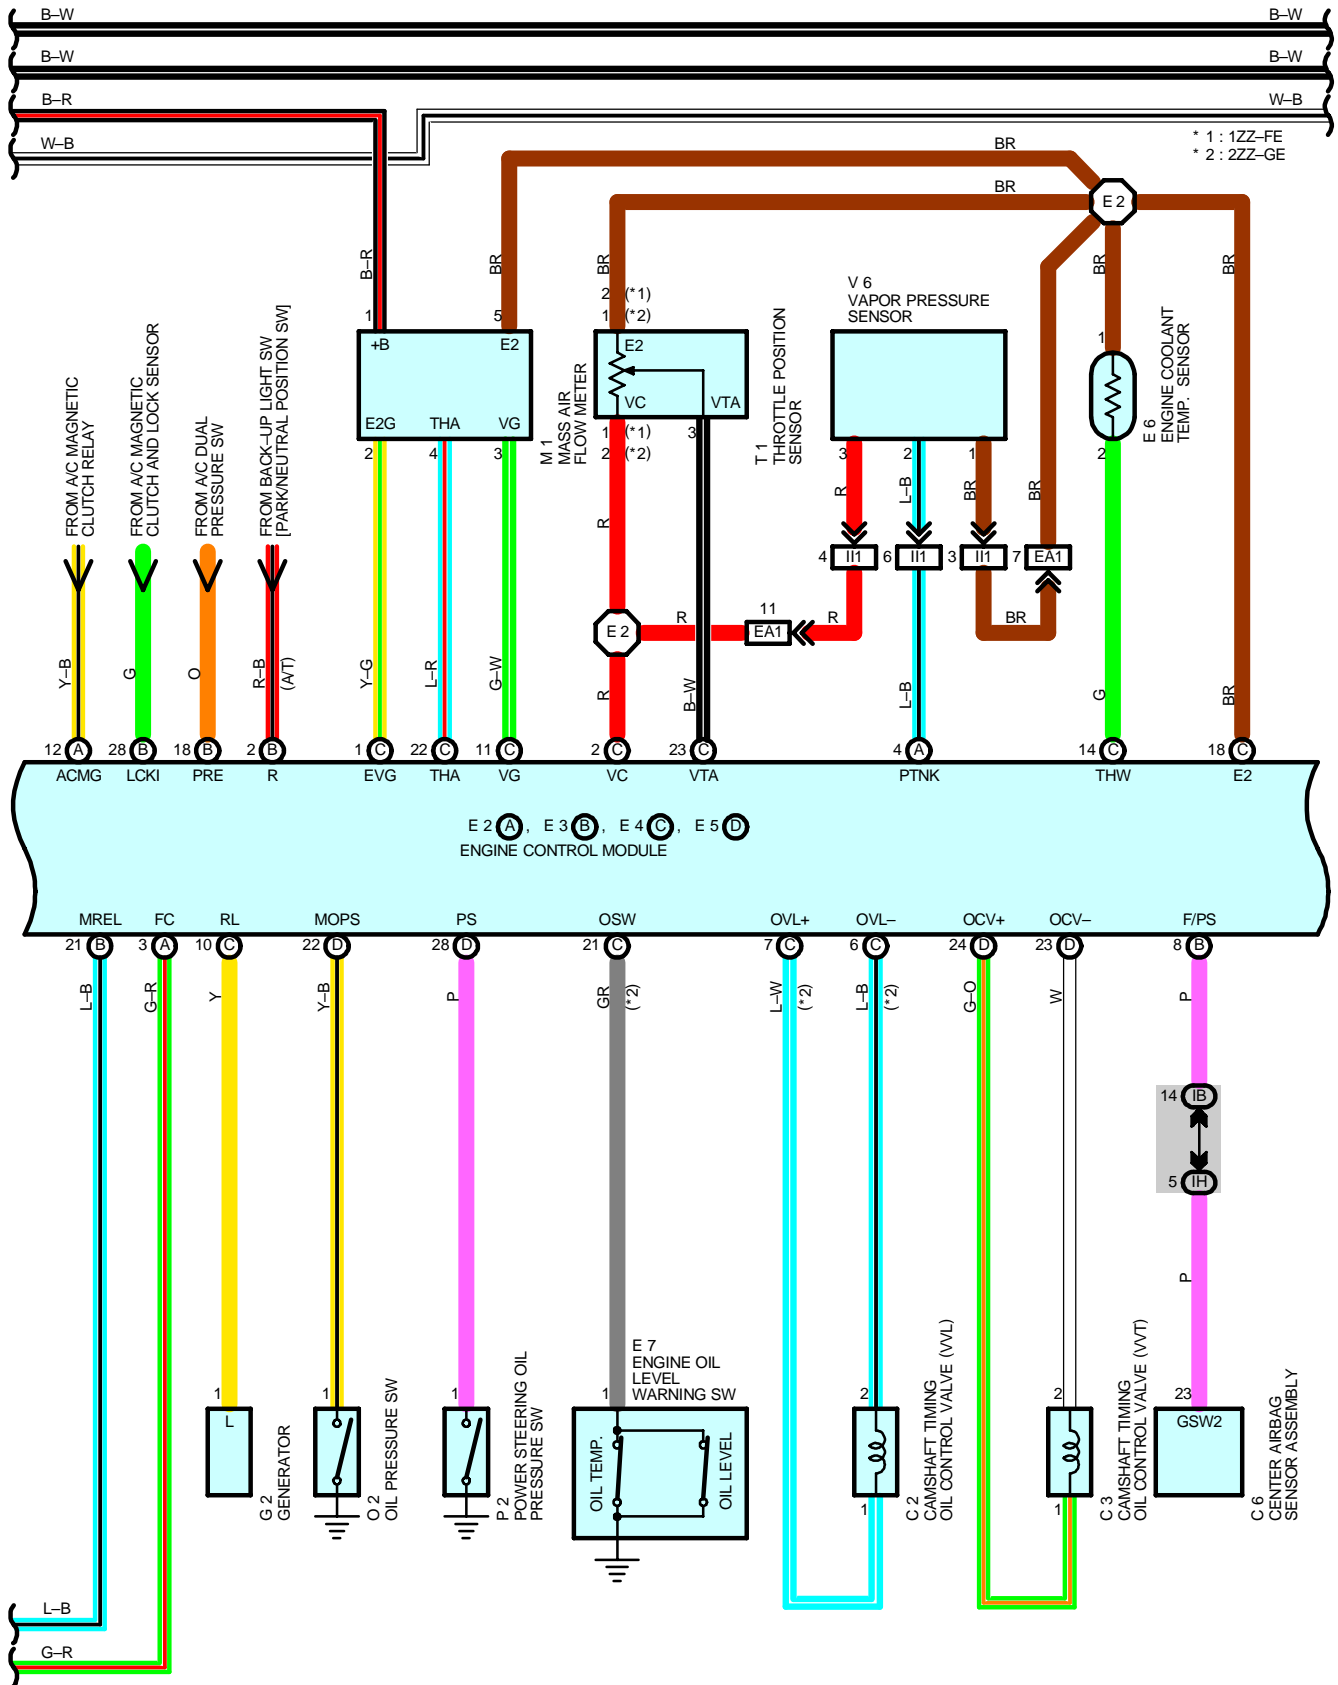 B–W B–W
B–W B–W
B–R W–B
W–B
* 1 : 1ZZ–FE
* 2 : 2ZZ–GE
BR
BR
E 2
B–R
BR
BR
BR
BR
2 (*1)
1 (*2)
V 6
VAPOR PRESSURE
SENSOR
1 5
+B E2
E2G THA VG
2 4 3
M 1
MASS AIR
FLOW METER
E2
VC VTA
1 (*1)
2 (*2)
3
T 1
THROTTLE POSITION
SENSOR
3 2 1
1
2
E 6
ENGINE COOLANT
TEMP. SENSOR
FROM A/C MAGNETIC
CLUTCH RELAY
FROM A/C MAGNETIC
CLUTCH AND LOCK SENSOR
FROM A/C DUAL
PRESSURE SW
FROM BACK–UP LIGHT SW
[PARK/NEUTRAL POSITION SW]
R
R L–B BR BR
4 II1 6 II1 3 II1 7 EA1
E 2 R 11 EA1 R
BR
Y–B
G
O
R–B
(A/T)
Y–G
L–R
G–W
R
B–W
L–B
G
BR
12 A 28 B 18 B 2 B 1 C 22 C 11 C 2 C 23 C 4 A 14 C 18 C
ACMG LCKI PRE R EVG THA VG VC VTA PTNK THW E2
E 2 A , E 3 B , E 4 C , E 5 D
ENGINE CONTROL MODULE
MREL FC RL MOPS PS OSW OVL+ OVL– OCV+ OCV– F/PS
21 B 3 A 10 C 22 D 28 D 21 C 7 C 6 C 24 D 23 D 8 B
L–B
G–R
Y
Y–B
P
GR
(*2)
L–W
(*2)
L–B
(*2)
G–O
W
P
14 IB
5 IH
P
1
L
G 2
GENERATOR
1
O 2
OIL PRESSURE SW
1
P 2
POWER STEERING OIL
PRESSURE SW
E 7
ENGINE OIL
LEVEL
WARNING SW
1
OIL TEMP.
OIL LEVEL
2
1
C 2
CAMSHAFT TIMING
OIL CONTROL VALVE (VVL)
2
1
C 3
CAMSHAFT TIMING
OIL CONTROL VALVE (VVT)
23
GSW2
C 6
CENTER AIRBAG
SENSOR ASSEMBLY
L–B
G–R